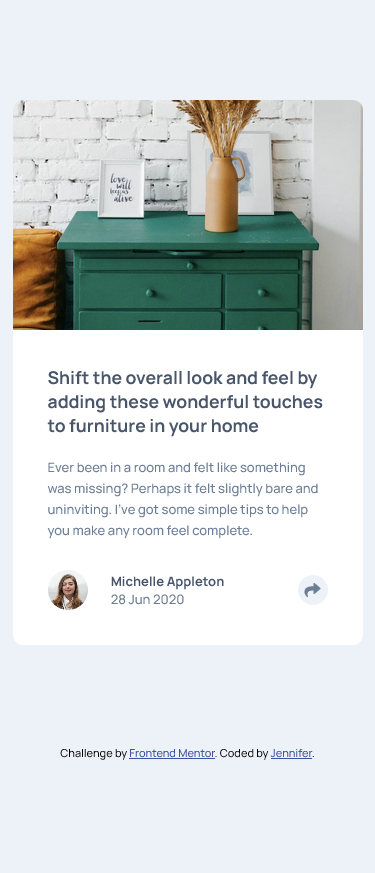 love
will
keep us
alive
Shift the overall look and feel by
adding these wonderful touches
to furniture in your home
Ever been in a room and felt like something
was missing? Perhaps it felt slightly bare and
uninviting. I've got some simple tips to help
you make any room feel complete.
Michelle Appleton
28 Jun 2020
Challenge by Frontend Mentor. Coded by Jennifer.